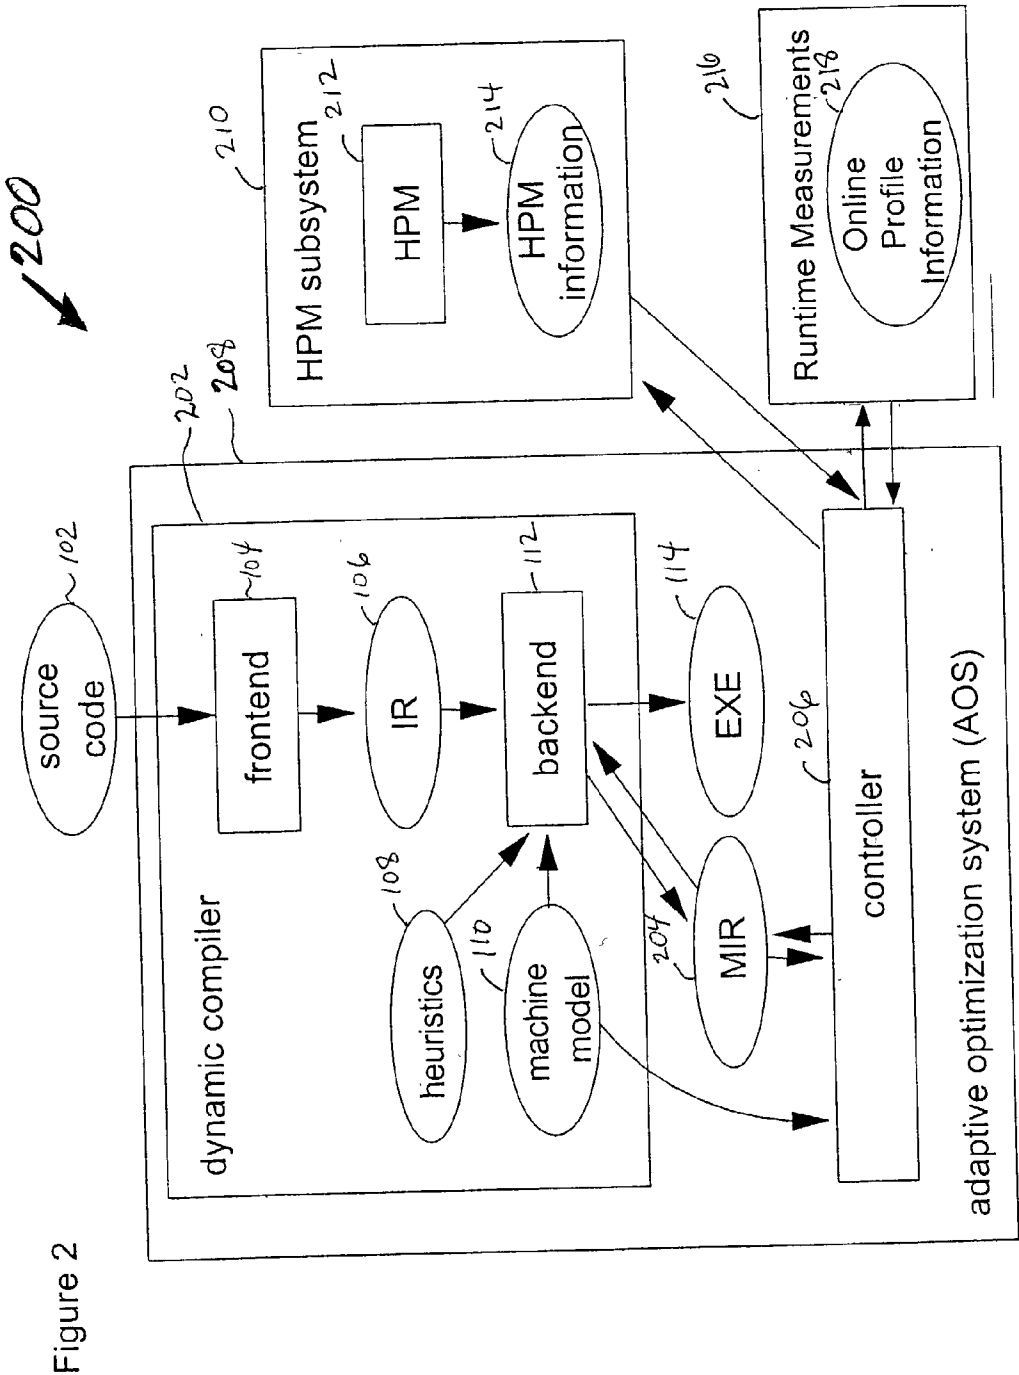 Figure 2
200
source
code
102
dynamic compiler
202
208
frontend
104
IR
106
heuristics
108
machine
model
110
backend
112
MIR
204
EXE
114
controller
206
adaptive optimization system (AOS)
HPM subsystem
210
HPM
212
HPM
information
214
Runtime Measurements
216
Online
Profile
Information
218